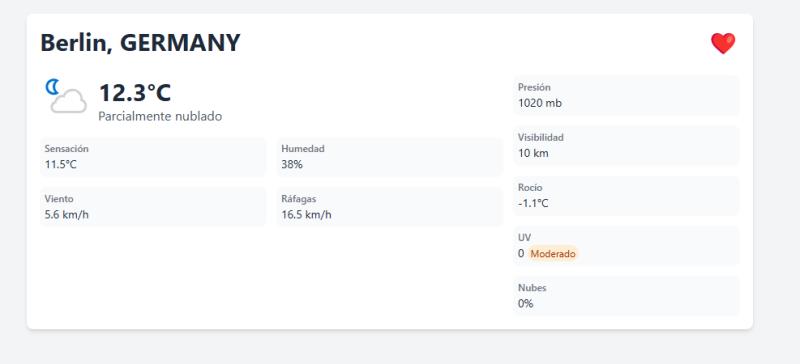 Berlin, GERMANY
12.3°C
Parcialmente nublado
Sensación
11.5°C
Humedad
38%
Viento
5.6 km/h
Ráfagas
16.5 km/h
Presión
1020 mb
Visibilidad
10 km
Rocío
-1.1°C
UV
0 Moderado
Nubes
0%